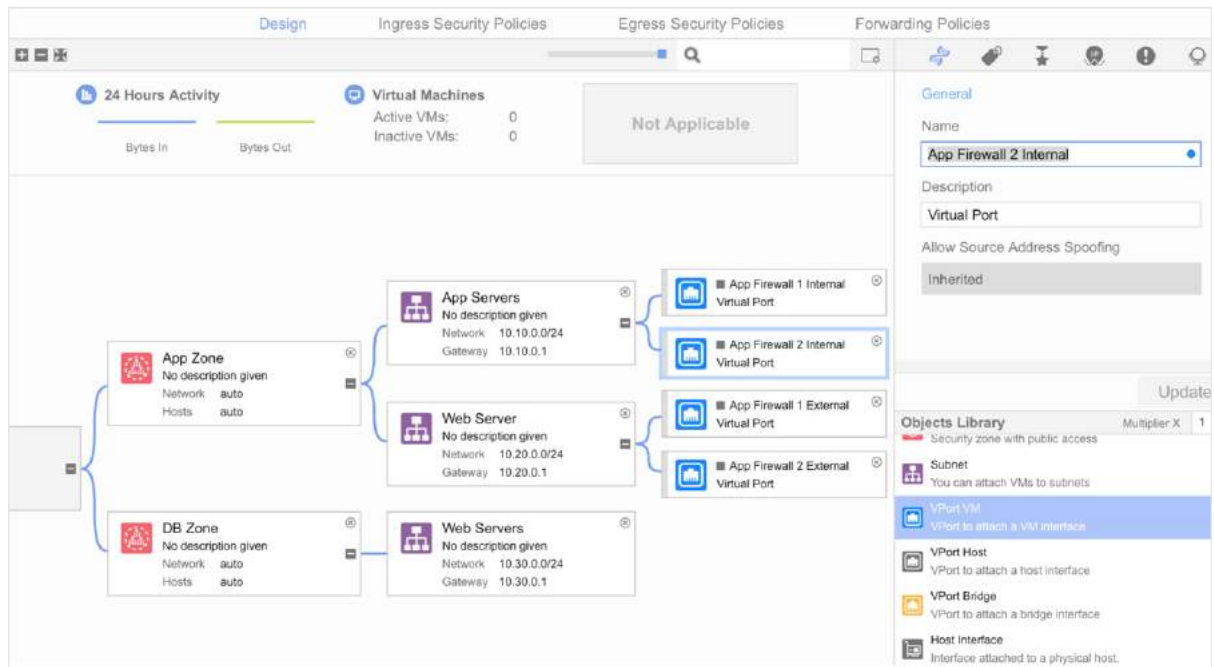 Design Ingress Security Policies Egress Security Policies Forwarding Policies
24 Hours Activity
Bytes In Bytes Out
Virtual Machines
Active VMs: 0
Inactive VMs: 0
Not Applicable
General
Name
App Firewall 2 Internal
Description
Virtual Port
Allow Source Address Spoofing
Inherited
Update
App Zone
No description given
Network auto
Hosts auto
DB Zone
No description given
Network auto
Hosts auto
App Servers
No description given
Network 10.10.0.0/24
Gateway 10.10.0.1
Web Server
No description given
Network 10.20.0.0/24
Gateway 10.20.0.1
Web Servers
No description given
Network 10.30.0.0/24
Gateway 10.30.0.1
App Firewall 1 Internal
Virtual Port
App Firewall 2 Internal
Virtual Port
App Firewall 1 External
Virtual Port
App Firewall 2 External
Virtual Port
Objects Library Multiplier X 1
Security zone with public access
Subnet
You can attach VMs to subnets
VPort VM
VPort to attach a VM interface
VPort Host
VPort to attach a host interface
VPort Bridge
VPort to attach a bridge interface
Host Interface
Interface attached to a physical host.